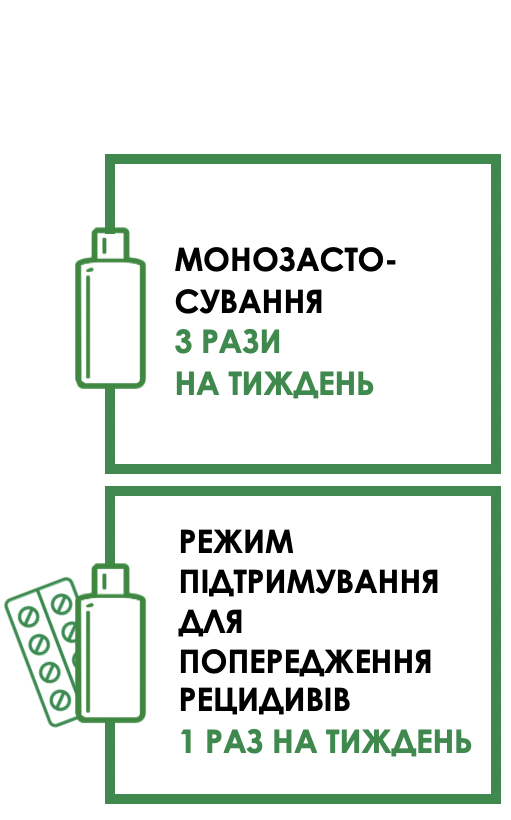 МОНОЗАСТО-
СУВАННЯ
3 РАЗИ
НА ТИЖДЕНЬ
РЕЖИМ
ПІДТРИМУВАННЯ
ДЛЯ
ПОПЕРЕДЖЕННЯ
РЕЦИДИВІВ
1 РАЗ НА ТИЖДЕНЬ